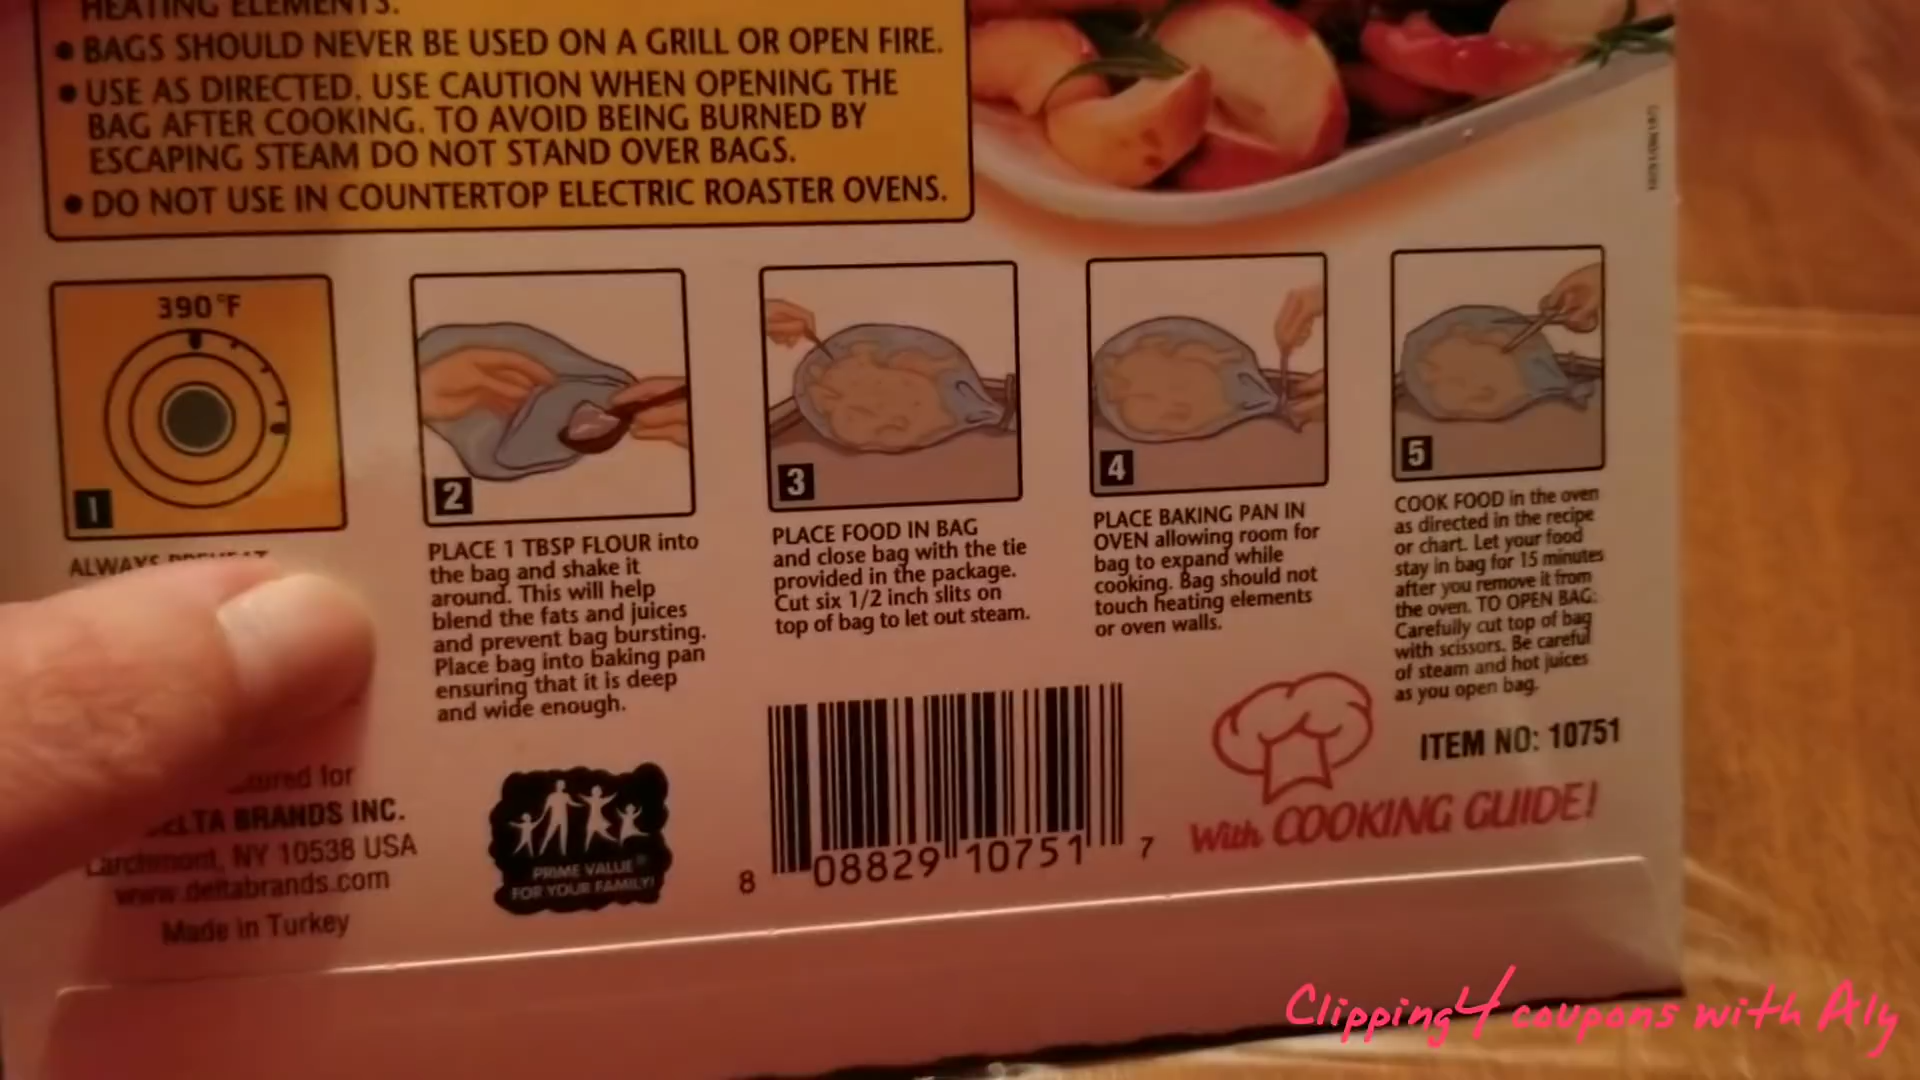 HEATING ELEMENTS.
• BAGS SHOULD NEVER BE USED ON A GRILL OR OPEN FIRE.
• USE AS DIRECTED. USE CAUTION WHEN OPENING THE
BAG AFTER COOKING. TO AVOID BEING BURNED BY
ESCAPING STEAM DO NOT STAND OVER BAGS.
• DO NOT USE IN COUNTERTOP ELECTRIC ROASTER OVENS.
390°F
1
ALWAYS PREHEAT
2
PLACE 1 TBSP FLOUR into
the bag and shake it
around. This will help
blend the fats and juices
and prevent bag bursting.
Place bag into baking pan
ensuring that it is deep
and wide enough.
3
PLACE FOOD IN BAG
and close bag with the tie
provided in the package.
Cut six 1/2 inch slits on
top of bag to let out steam.
4
PLACE BAKING PAN IN
OVEN allowing room for
bag to expand while
cooking. Bag should not
touch heating elements
or oven walls.
5
COOK FOOD in the oven
as directed in the recipe
or chart. Let your food
stay in bag for 15 minutes
after you remove it from
the oven. TO OPEN BAG:
Carefully cut top of bag
with scissors. Be careful
of steam and hot juices
as you open bag.
for
BRANDS INC.
Larchmont, NY 10538 USA
www.deltabrands.com
Made in Turkey
PRIME VALUE®
FOR YOUR FAMILY!
8 08829 10751 7
ITEM NO: 10751
With COOKING GUIDE!
Clipping4 coupons with Aly